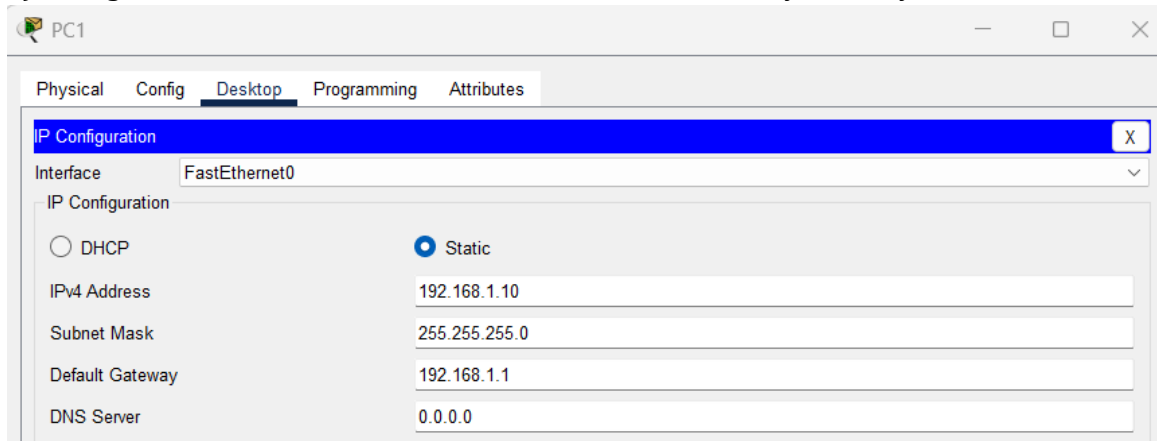 PC1
Physical Config Desktop Programming Attributes
IP Configuration X
Interface FastEthernet0
IP Configuration
DHCP Static
IPv4 Address 192.168.1.10
Subnet Mask 255.255.255.0
Default Gateway 192.168.1.1
DNS Server 0.0.0.0